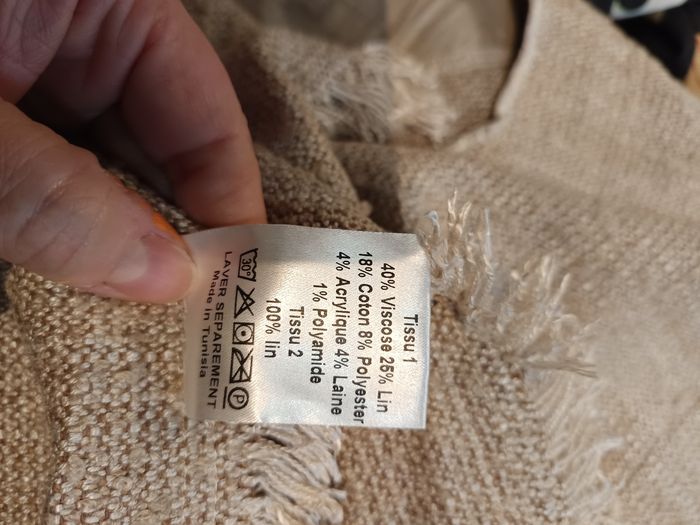 Tissu 1
40% Viscose 25% Lin
18% Coton 8% Polyester
4% Acrylique 4% Laine
1% Polyamide
Tissu 2
100% lin
30° P
LAVER SEPAREMENT
Made in Tunisia